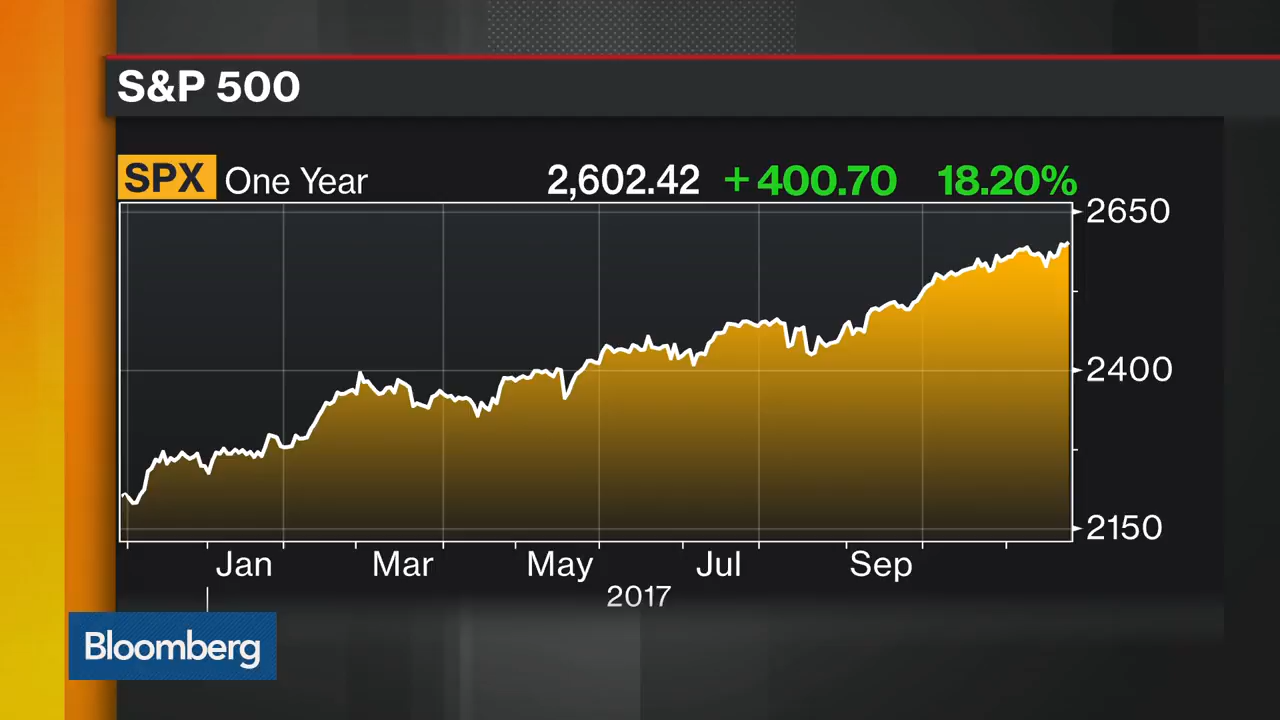 S&P 500
SPX One Year 2,602.42 +400.70 18.20%
2650
2400
2150
Jan Mar May Jul Sep
2017
Bloomberg